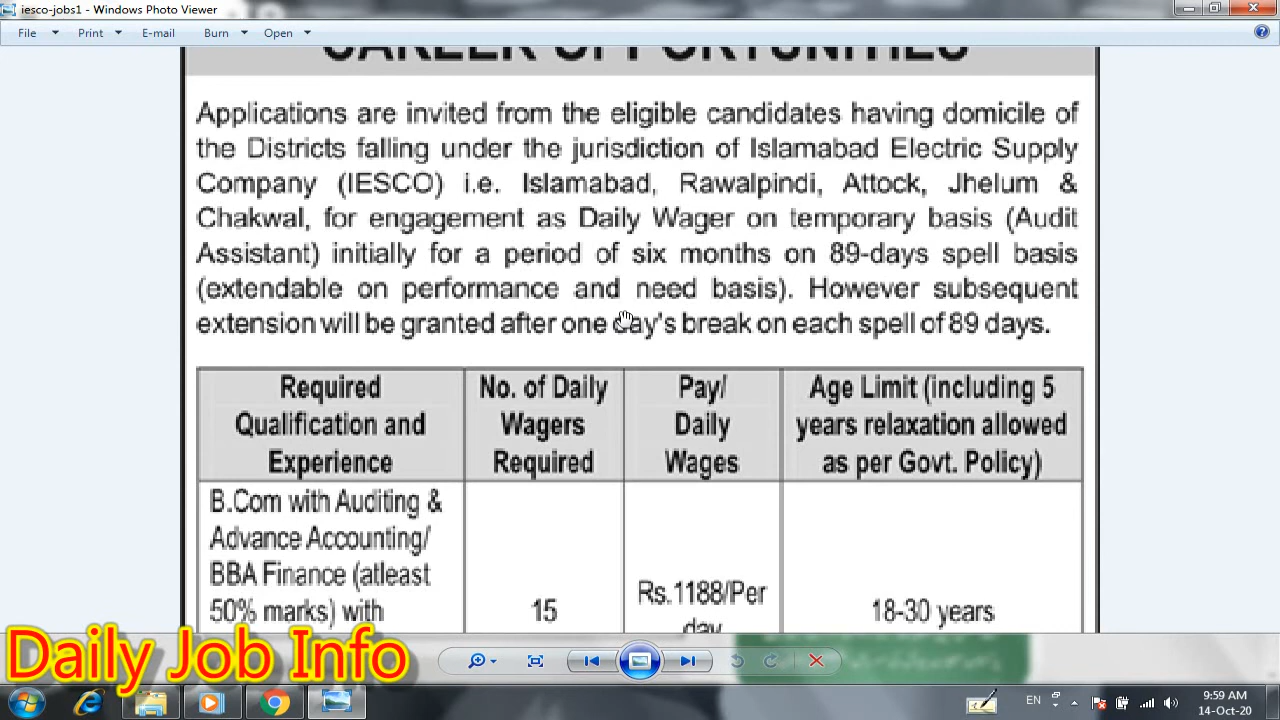 iesco-jobs1 - Windows Photo Viewer
File Print E-mail Burn Open
CAREER OPPORTUNITIES
Applications are invited from the eligible candidates having domicile of
the Districts falling under the jurisdiction of Islamabad Electric Supply
Company (IESCO) i.e. Islamabad, Rawalpindi, Attock, Jhelum &
Chakwal, for engagement as Daily Wager on temporary basis (Audit
Assistant) initially for a period of six months on 89-days spell basis
(extendable on performance and need basis). However subsequent
extension will be granted after one day's break on each spell of 89 days.
Required
Qualification and
Experience
No. of Daily
Wagers
Required
Pay/
Daily
Wages
Age Limit (including 5
years relaxation allowed
as per Govt. Policy)
B.Com with Auditing &
Advance Accounting/
BBA Finance (atleast
50% marks) with
15
Rs.1188/Per
day
18-30 years
Daily Job Info
EN
9:59 AM
14-Oct-20